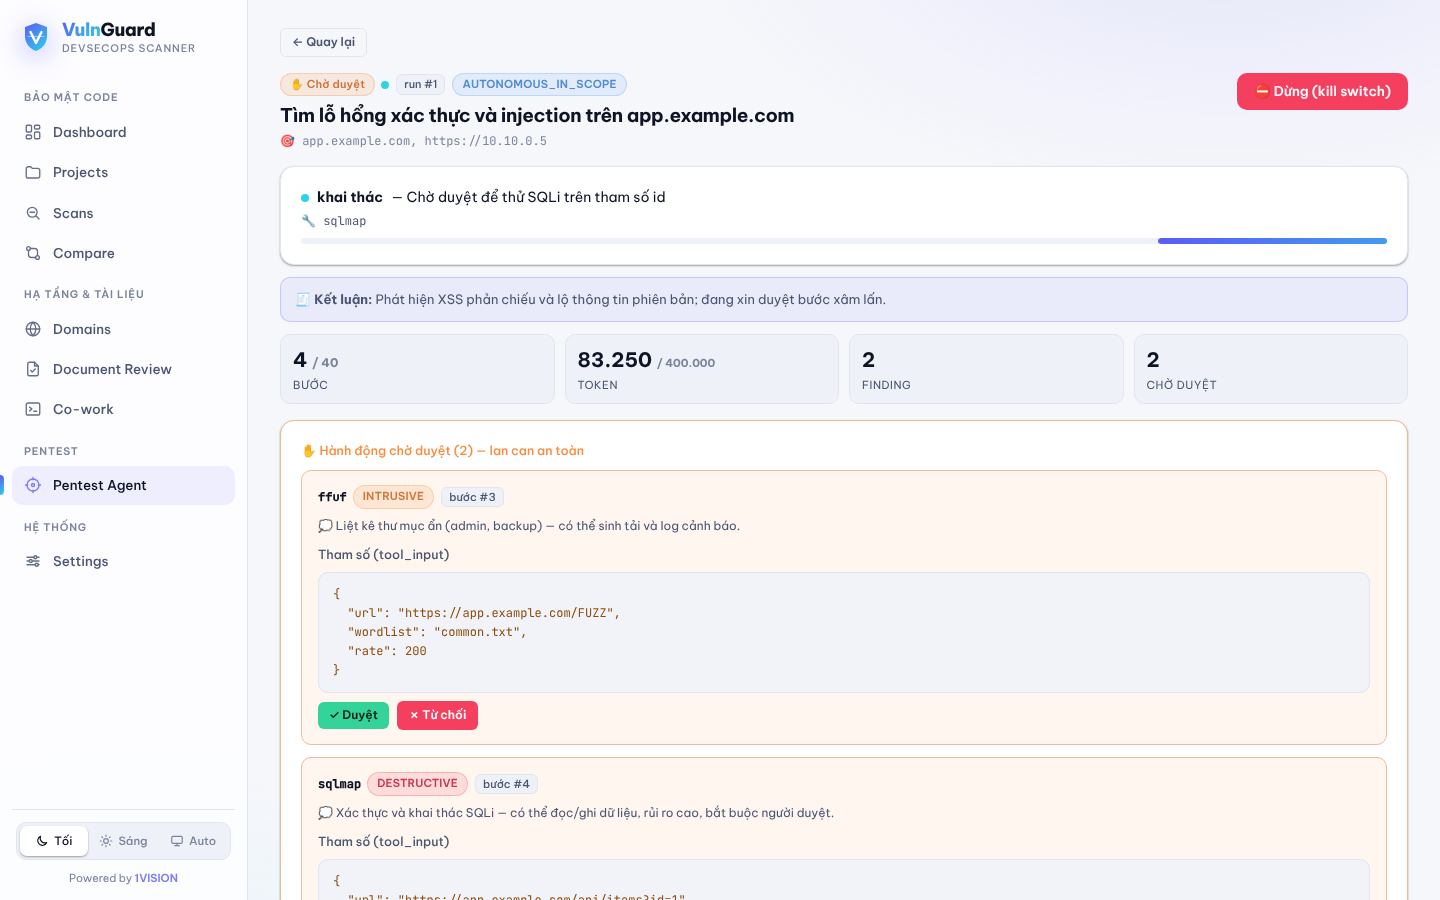 VulnGuard
DEVSECOPS SCANNER
BẢO MẬT CODE
Dashboard
Projects
Scans
Compare
HẠ TẦNG & TÀI LIỆU
Domains
Document Review
Co-work
PENTEST
Pentest Agent
HỆ THỐNG
Settings
Tối
Sáng
Auto
Powered by 1VISION
← Quay lại
✋ Chờ duyệt
run #1
AUTONOMOUS_IN_SCOPE
⛔ Dừng (kill switch)
Tìm lỗ hổng xác thực và injection trên app.example.com
🎯 app.example.com, https://10.10.0.5
khai thác — Chờ duyệt để thử SQLi trên tham số id
🔧 sqlmap
🧾 Kết luận: Phát hiện XSS phản chiếu và lộ thông tin phiên bản; đang xin duyệt bước xâm lấn.
4 / 40
BƯỚC
83.250 / 400.000
TOKEN
2
FINDING
2
CHỜ DUYỆT
✋ Hành động chờ duyệt (2) — lan can an toàn
ffuf INTRUSIVE bước #3
💭 Liệt kê thư mục ẩn (admin, backup) — có thể sinh tải và log cảnh báo.
Tham số (tool_input)
{
"url": "https://app.example.com/FUZZ",
"wordlist": "common.txt",
"rate": 200
}
✓ Duyệt
✕ Từ chối
sqlmap DESTRUCTIVE bước #4
💭 Xác thực và khai thác SQLi — có thể đọc/ghi dữ liệu, rủi ro cao, bắt buộc người duyệt.
Tham số (tool_input)
{
"url": "https://app.example.com/api/items?id=1"